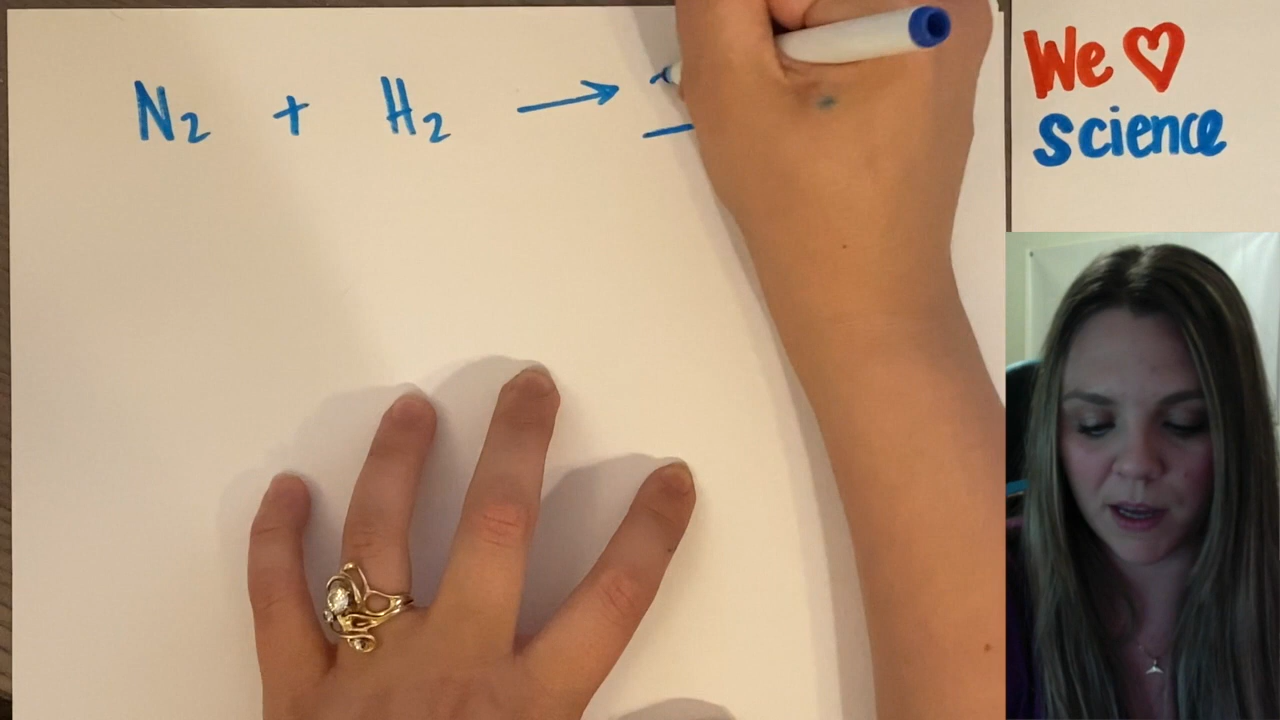 N₂ + H₂ →
We ♡
science